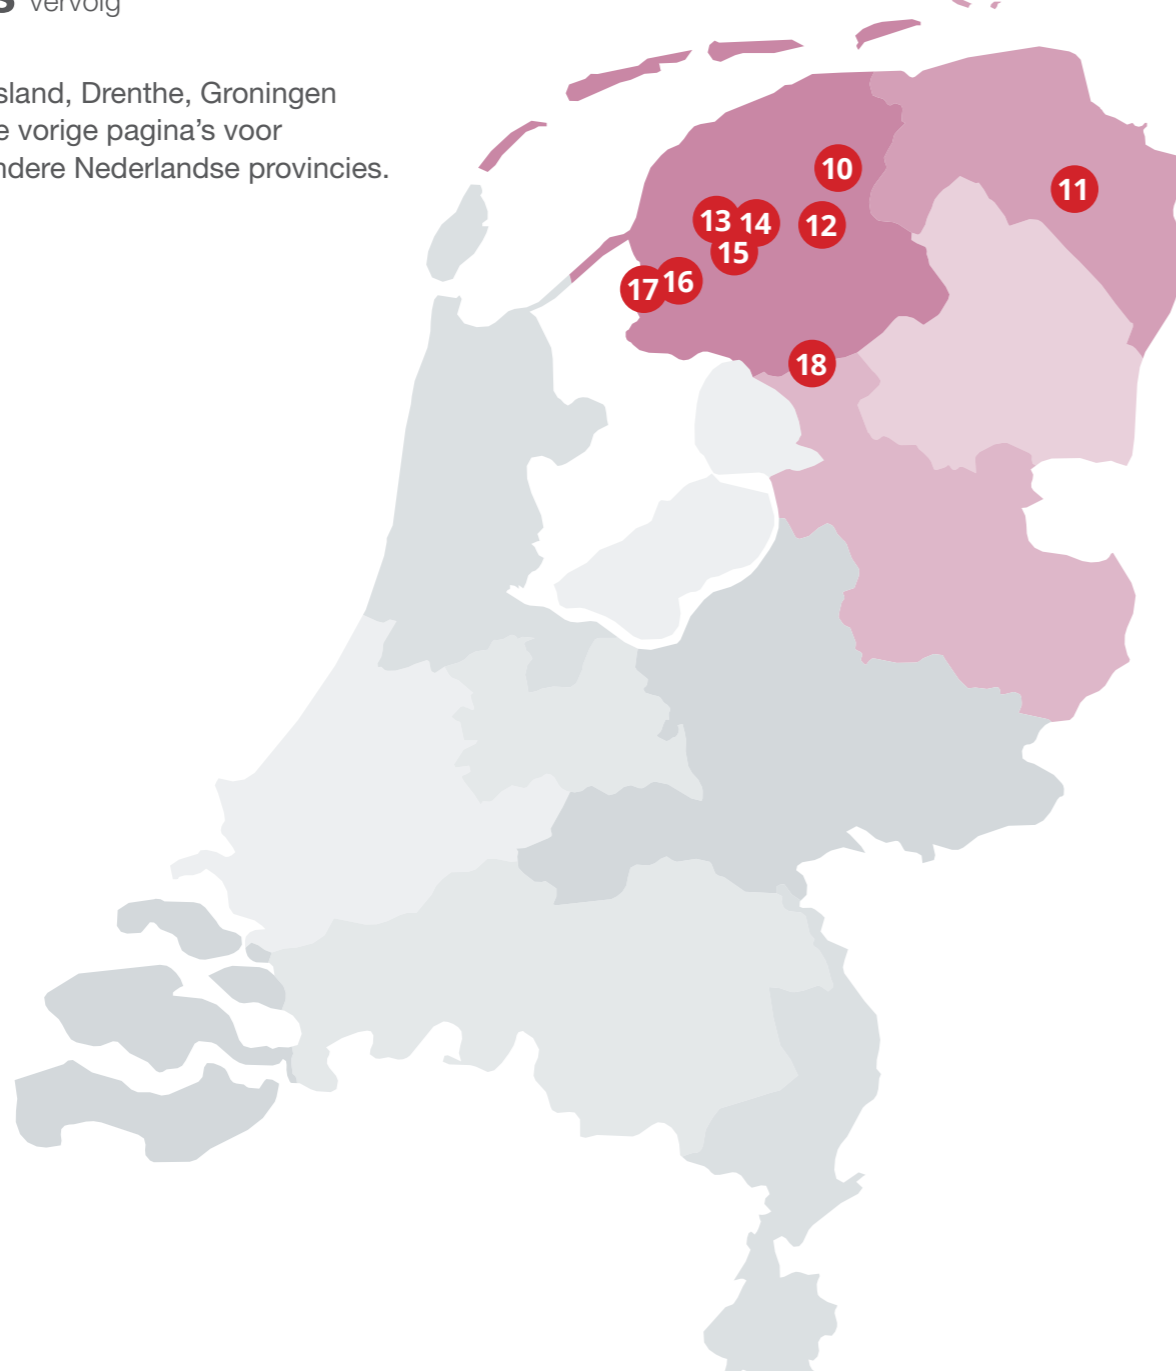 vervolg
sland, Drenthe, Groningen
e vorige pagina's voor
ndere Nederlandse provincies.
10
11
13
14
12
15
17
16
18